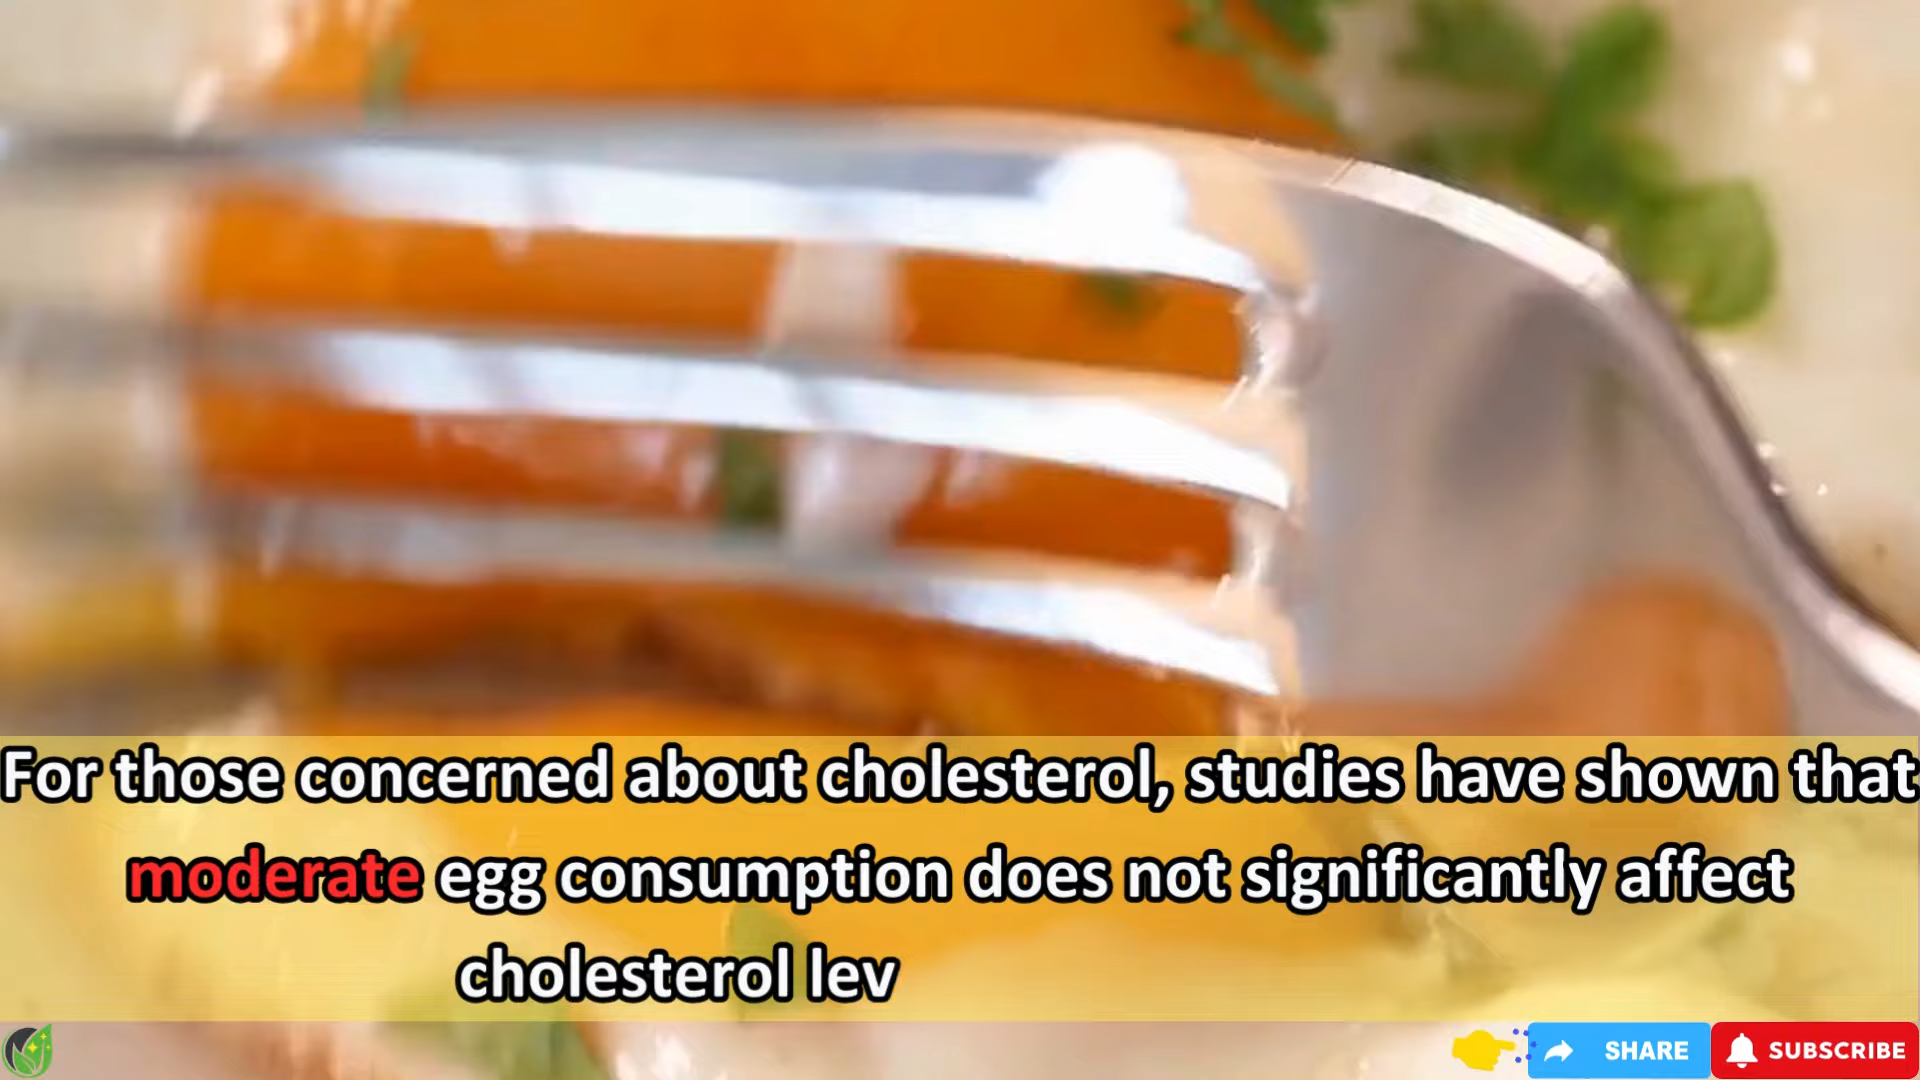 For those concerned about cholesterol, studies have shown that
moderate egg consumption does not significantly affect
cholesterol lev
SHARE
SUBSCRIBE